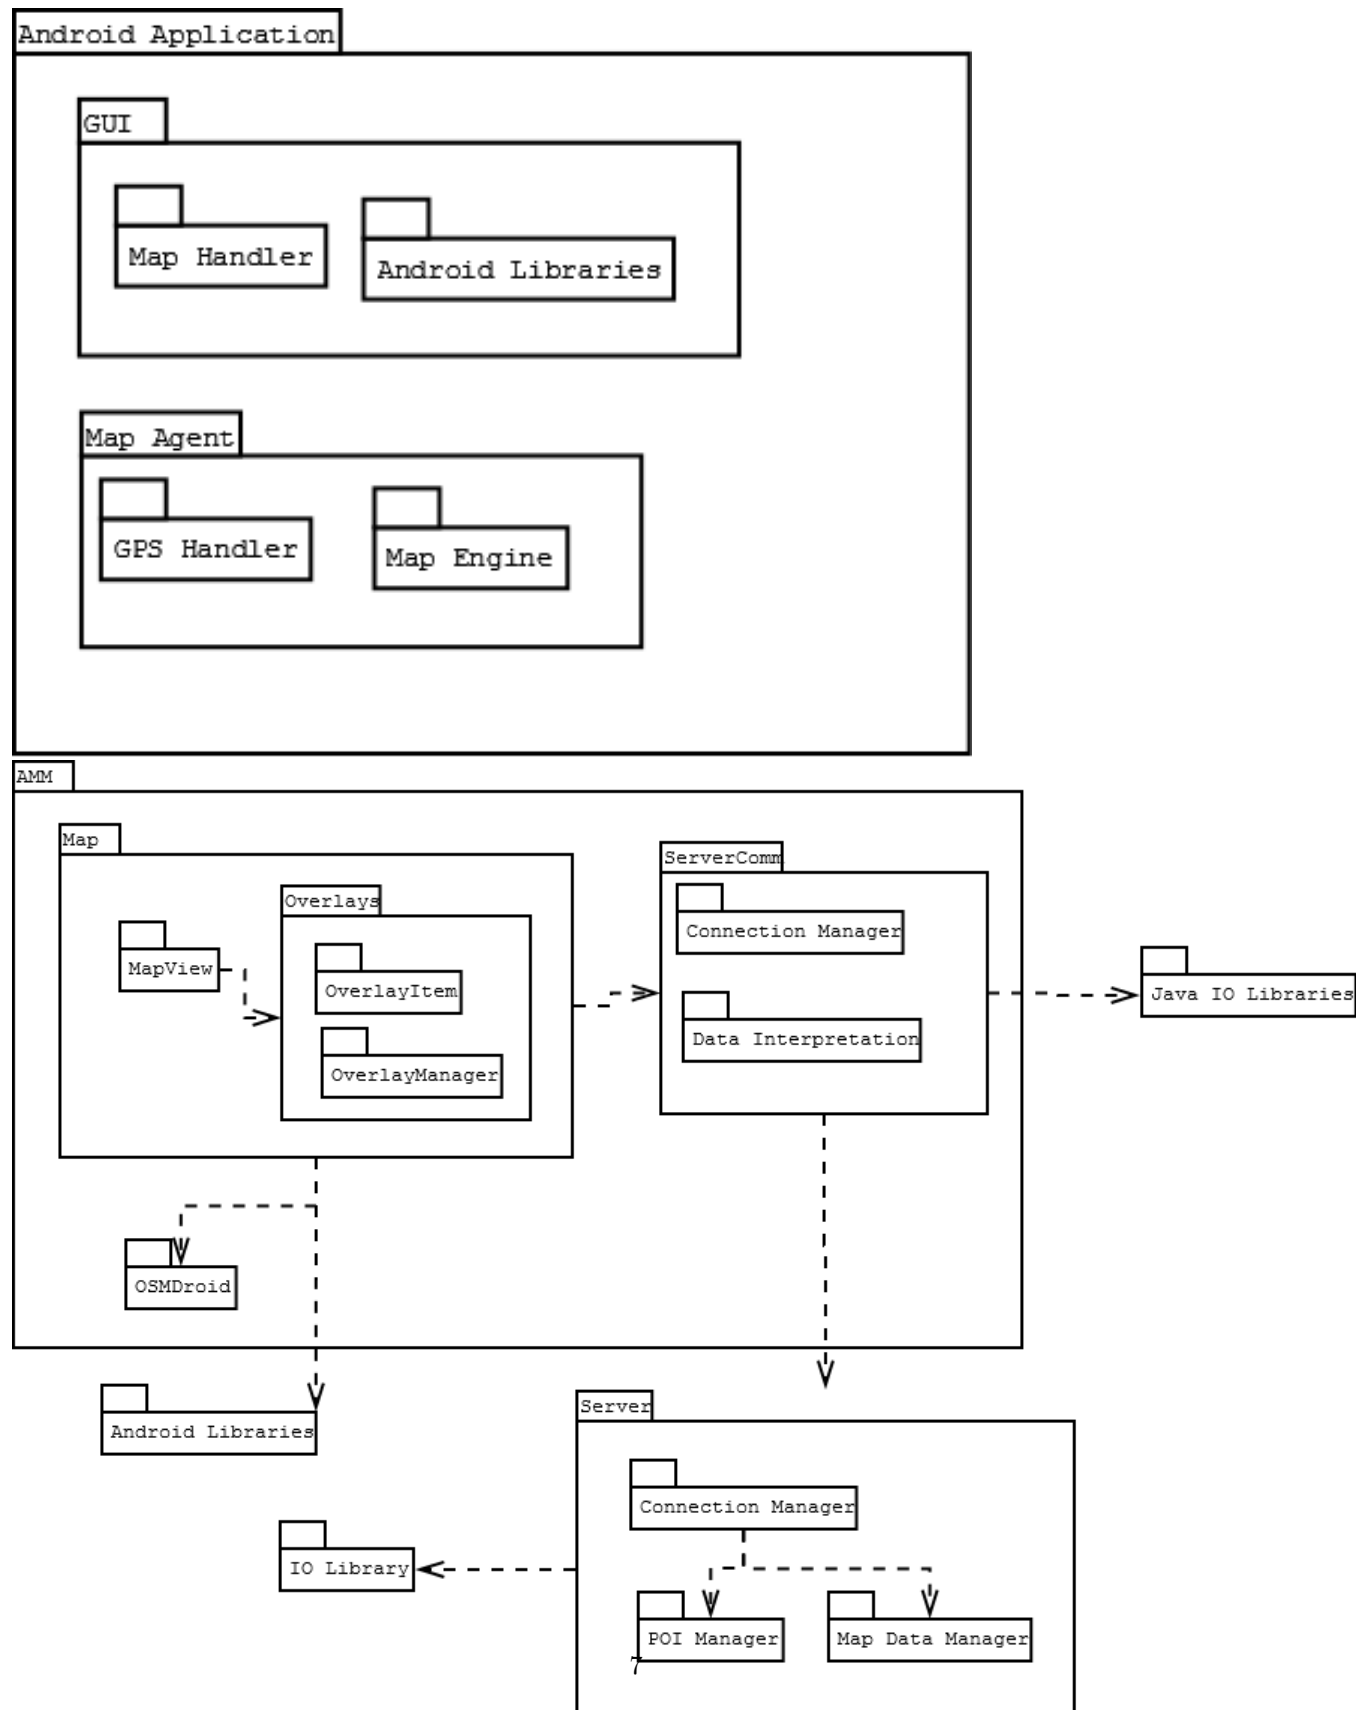 Android Application
GUI
Map Handler
Android Libraries
Map Agent
GPS Handler
Map Engine
AMM
Map
ServerComm
Overlays
Connection Manager
MapView
OverlayItem
Java IO Libraries
Data Interpretation
OverlayManager
OSMDroid
Server
Android Libraries
Connection Manager
IO Library
POI Manager
Map Data Manager
7